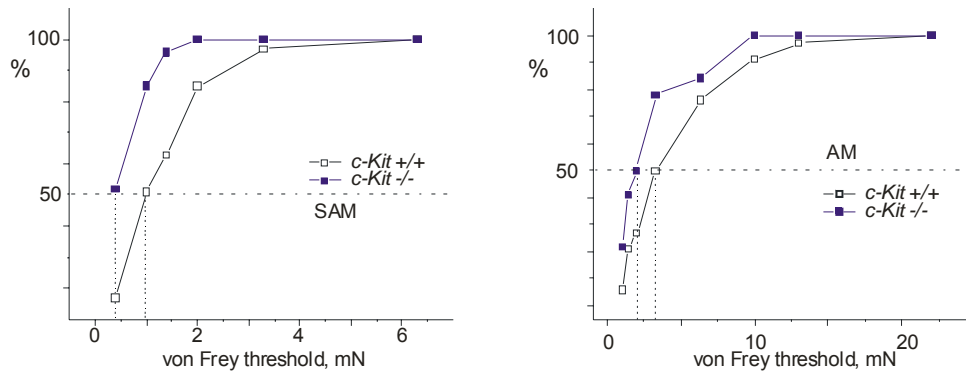 100
%
50
c-Kit +/+
c-Kit -/-
SAM
0 2 4 6
von Frey threshold, mN
100
%
50
AM
c-Kit +/+
c-Kit -/-
0 10 20
von Frey threshold, mN